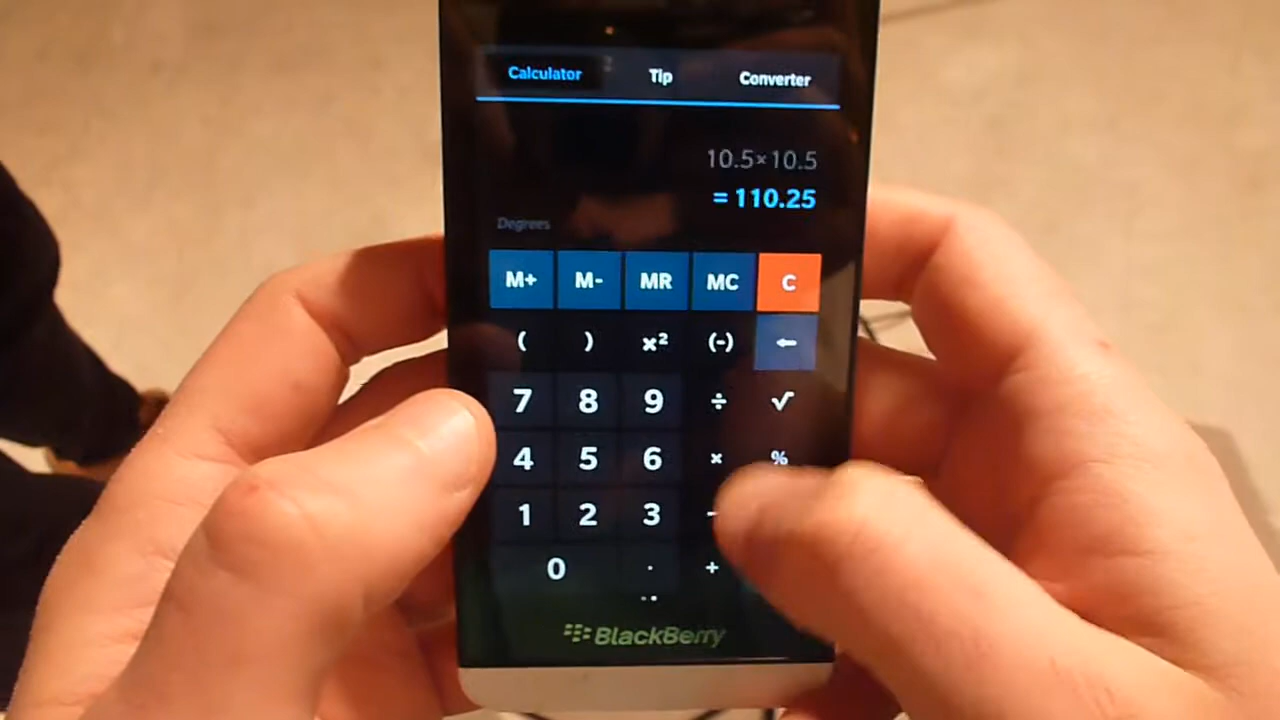 Calculator Tip Converter
10.5×10.5
= 110.25
Degrees
M+ M- MR MC C
( ) x² (-) ←
7 8 9 ÷ √
4 5 6 × %
1 2 3 -
0 . +
BlackBerry